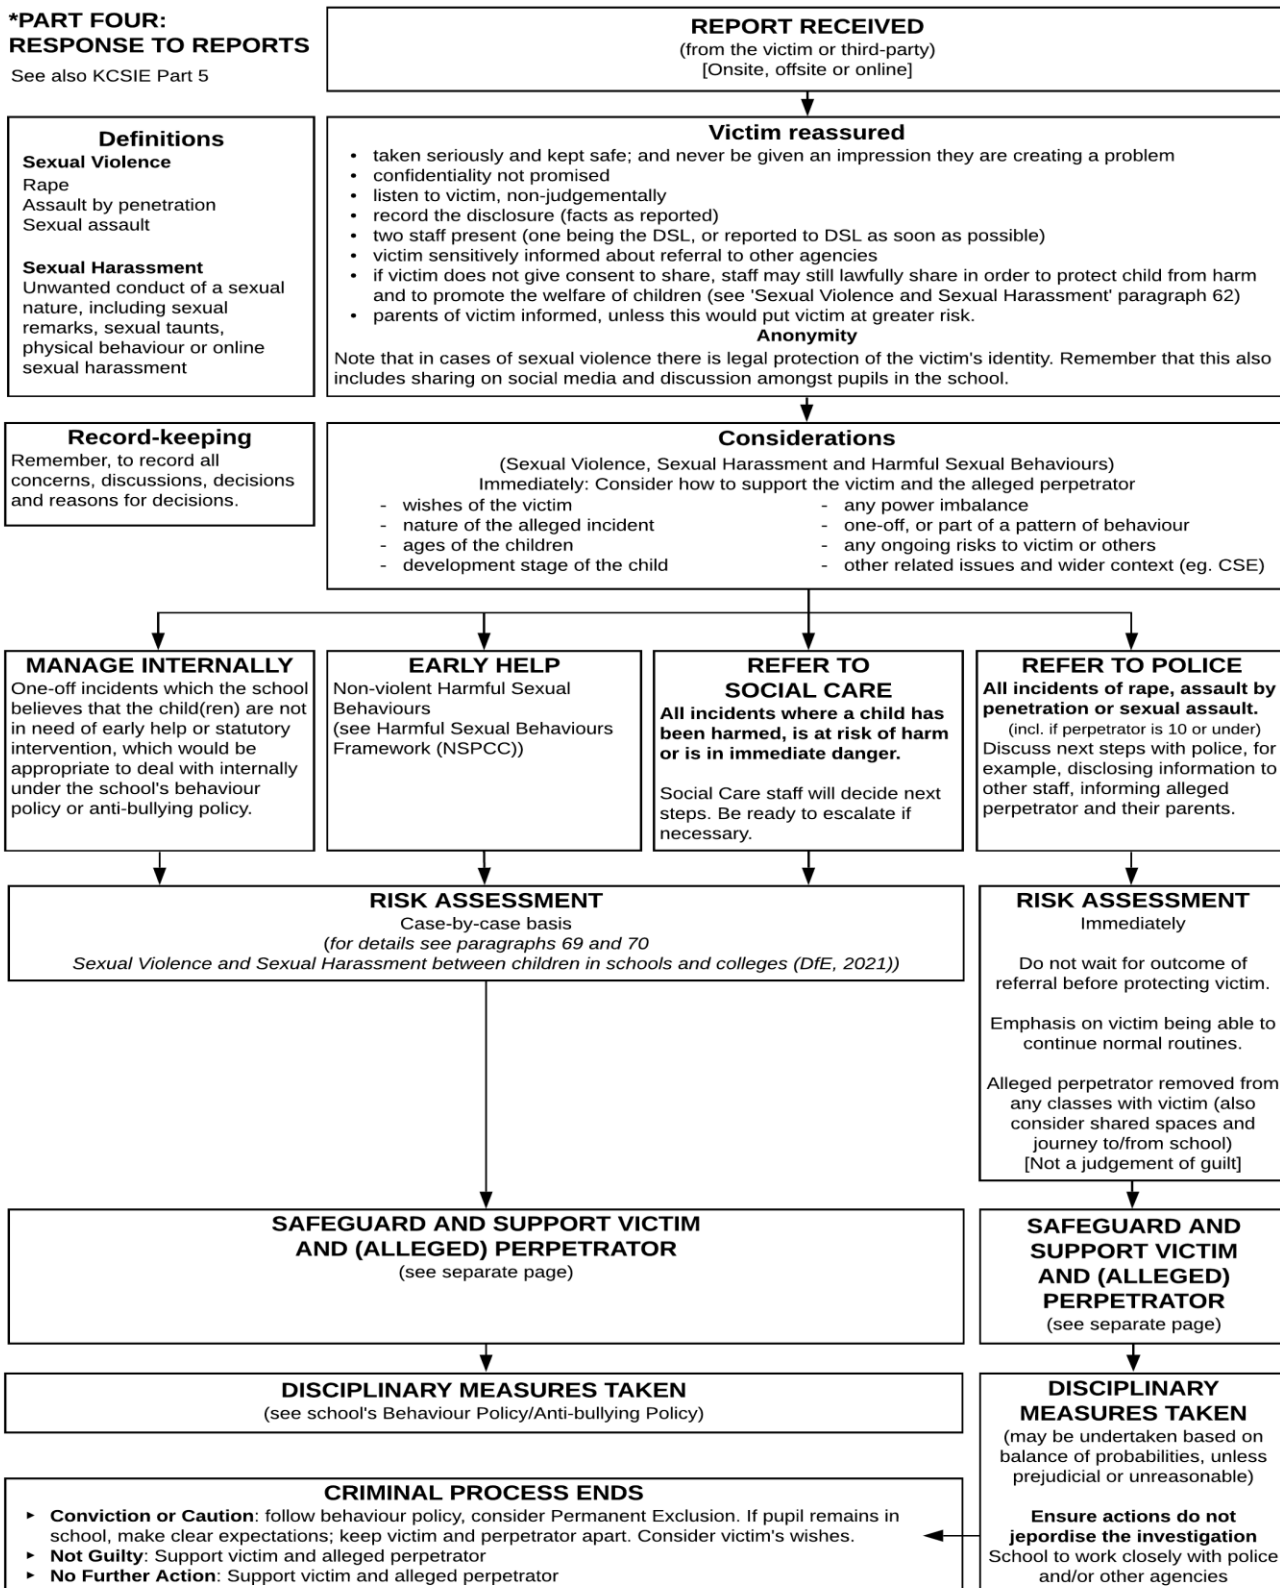 *PART FOUR:
RESPONSE TO REPORTS
See also KCSIE Part 5
REPORT RECEIVED
(from the victim or third-party)
[Onsite, offsite or online]
Definitions
Sexual Violence
Rape
Assault by penetration
Sexual assault
Sexual Harassment
Unwanted conduct of a sexual
nature, including sexual
remarks, sexual taunts,
physical behaviour or online
sexual harassment
Victim reassured
• taken seriously and kept safe; and never be given an impression they are creating a problem
• confidentiality not promised
• listen to victim, non-judgementally
• record the disclosure (facts as reported)
• two staff present (one being the DSL, or reported to DSL as soon as possible)
• victim sensitively informed about referral to other agencies
• if victim does not give consent to share, staff may still lawfully share in order to protect child from harm
and to promote the welfare of children (see 'Sexual Violence and Sexual Harassment' paragraph 62)
• parents of victim informed, unless this would put victim at greater risk.
Anonymity
Note that in cases of sexual violence there is legal protection of the victim's identity. Remember that this also
includes sharing on social media and discussion amongst pupils in the school.
Record-keeping
Remember, to record all
concerns, discussions, decisions
and reasons for decisions.
Considerations
(Sexual Violence, Sexual Harassment and Harmful Sexual Behaviours)
Immediately: Consider how to support the victim and the alleged perpetrator
- wishes of the victim
- nature of the alleged incident
- ages of the children
- development stage of the child
- any power imbalance
- one-off, or part of a pattern of behaviour
- any ongoing risks to victim or others
- other related issues and wider context (eg. CSE)
MANAGE INTERNALLY
One-off incidents which the school
believes that the child(ren) are not
in need of early help or statutory
intervention, which would be
appropriate to deal with internally
under the school's behaviour
policy or anti-bullying policy.
EARLY HELP
Non-violent Harmful Sexual
Behaviours
(see Harmful Sexual Behaviours
Framework (NSPCC))
REFER TO
SOCIAL CARE
All incidents where a child has
been harmed, is at risk of harm
or is in immediate danger.
Social Care staff will decide next
steps. Be ready to escalate if
necessary.
REFER TO POLICE
All incidents of rape, assault by
penetration or sexual assault.
(incl. if perpetrator is 10 or under)
Discuss next steps with police, for
example, disclosing information to
other staff, informing alleged
perpetrator and their parents.
RISK ASSESSMENT
Case-by-case basis
(for details see paragraphs 69 and 70
Sexual Violence and Sexual Harassment between children in schools and colleges (DfE, 2021))
RISK ASSESSMENT
Immediately
Do not wait for outcome of
referral before protecting victim.
Emphasis on victim being able to
continue normal routines.
Alleged perpetrator removed from
any classes with victim (also
consider shared spaces and
journey to/from school)
[Not a judgement of guilt]
SAFEGUARD AND SUPPORT VICTIM
AND (ALLEGED) PERPETRATOR
(see separate page)
SAFEGUARD AND
SUPPORT VICTIM
AND (ALLEGED)
PERPETRATOR
(see separate page)
DISCIPLINARY MEASURES TAKEN
(see school's Behaviour Policy/Anti-bullying Policy)
DISCIPLINARY
MEASURES TAKEN
(may be undertaken based on
balance of probabilities, unless
prejudicial or unreasonable)
Ensure actions do not
jepordise the investigation
School to work closely with police
and/or other agencies
CRIMINAL PROCESS ENDS
▸ Conviction or Caution: follow behaviour policy, consider Permanent Exclusion. If pupil remains in
school, make clear expectations; keep victim and perpetrator apart. Consider victim's wishes.
▸ Not Guilty: Support victim and alleged perpetrator
▸ No Further Action: Support victim and alleged perpetrator